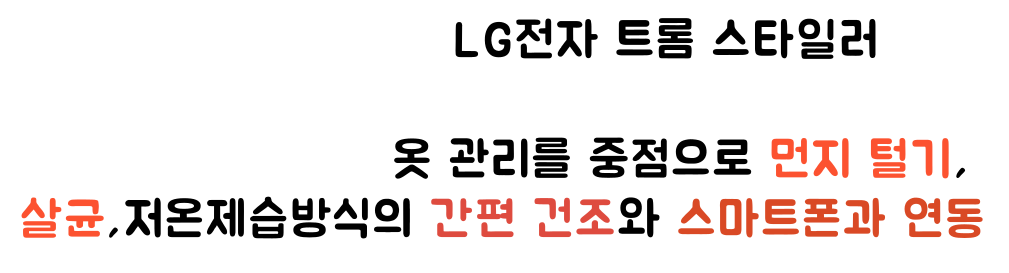 LG전자 트롬 스타일러
옷 관리를 중점으로 먼지 털기,
살균,저온제습방식의 간편 건조와 스마트폰과 연동